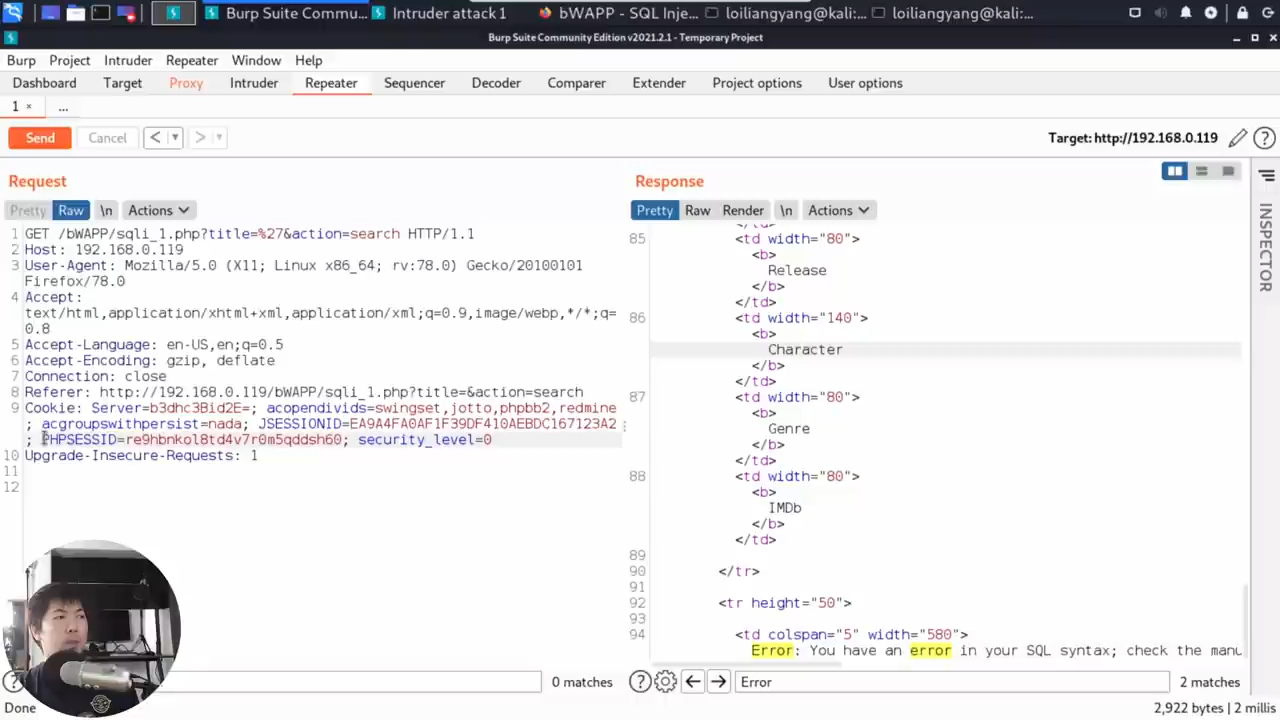 Burp Suite Commu...
Intruder attack 1
bWAPP - SQL Inje...
loiliangyang@kali:...
loiliangyang@kali:...
Burp Suite Community Edition v2021.2.1 - Temporary Project
Burp Project Intruder Repeater Window Help
Dashboard Target Proxy Intruder Repeater Sequencer Decoder Comparer Extender Project options User options
1 × ...
Send Cancel < >
Target: http://192.168.0.119
Request
Pretty Raw \n Actions
1 GET /bWAPP/sqli_1.php?title=%27&action=search HTTP/1.1
2 Host: 192.168.0.119
3 User-Agent: Mozilla/5.0 (X11; Linux x86_64; rv:78.0) Gecko/20100101
Firefox/78.0
4 Accept:
text/html,application/xhtml+xml,application/xml;q=0.9,image/webp,*/*;q=
0.8
5 Accept-Language: en-US,en;q=0.5
6 Accept-Encoding: gzip, deflate
7 Connection: close
8 Referer: http://192.168.0.119/bWAPP/sqli_1.php?title=&action=search
9 Cookie: Server=b3dhc3Bid2E=; acopendivids=swingset,jotto,phpbb2,redmine
; acgroupswithpersist=nada; JSESSIONID=EA9A4FA0AF1F39DF410AEBDC167123A2
; PHPSESSID=re9hbnkol8td4v7r0m5qddsh60; security_level=0
10 Upgrade-Insecure-Requests: 1
11
12
0 matches
Done
Response
Pretty Raw Render \n Actions
</td>
85 <td width="80">
<b>
Release
</b>
</td>
86 <td width="140">
<b>
Character
</b>
</td>
87 <td width="80">
<b>
Genre
</b>
</td>
88 <td width="80">
<b>
IMDb
</b>
</td>
89
90 </tr>
91
92 <tr height="50">
93
94 <td colspan="5" width="580">
Error: You have an error in your SQL syntax; check the manu
Error
2 matches
2,922 bytes | 2 millis
INSPECTOR